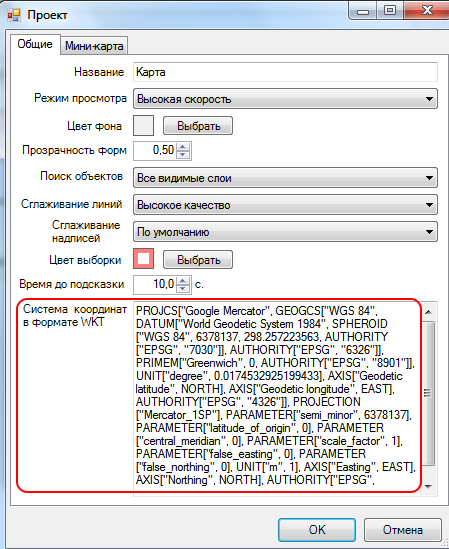 Проект
Общие
Мини-карта
Название
Карта
Режим просмотра
Высокая скорость
Цвет фона
Выбрать
Прозрачность форм
0,50
Поиск объектов
Все видимые слои
Сглаживание линий
Высокое качество
Сглаживание
надписей
По умолчанию
Цвет выборки
Выбрать
Время до подсказки
10,0
с.
Система координат
в формате WKT
PROJCS["Google Mercator", GEOGCS["WGS 84",
DATUM["World Geodetic System 1984", SPHEROID
["WGS 84", 6378137, 298.257223563, AUTHORITY
["EPSG", "7030"]], AUTHORITY["EPSG", "6326"]],
PRIMEM["Greenwich", 0, AUTHORITY["EPSG", "8901"]],
UNIT["degree", 0.0174532925199433], AXIS["Geodetic
latitude", NORTH], AXIS["Geodetic longitude", EAST],
AUTHORITY["EPSG", "4326"]], PROJECTION
["Mercator_1SP"], PARAMETER["semi_minor", 6378137],
PARAMETER["latitude_of_origin", 0], PARAMETER
["central_meridian", 0], PARAMETER["scale_factor", 1],
PARAMETER["false_easting", 0], PARAMETER
["false_northing", 0], UNIT["m", 1], AXIS["Easting", EAST],
AXIS["Northing", NORTH], AUTHORITY["EPSG",
OK
Отмена